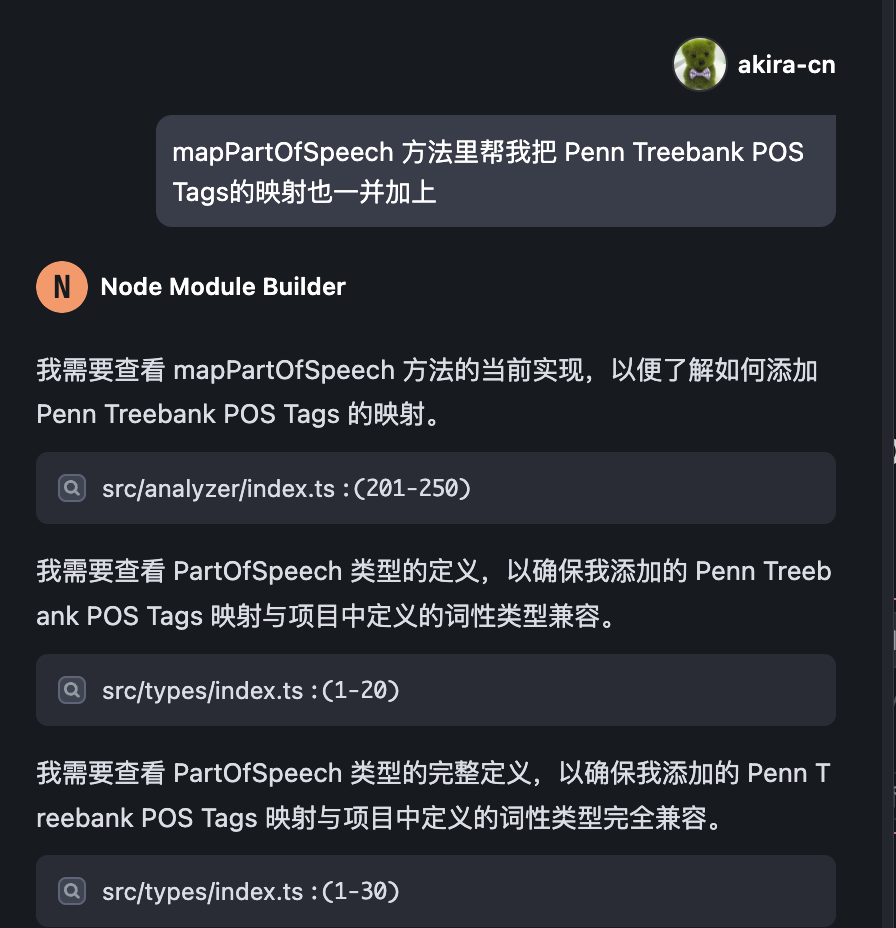 akira-cn
mapPartOfSpeech 方法里帮我把 Penn Treebank POS
Tags的映射也一并加上
N Node Module Builder
我需要查看 mapPartOfSpeech 方法的当前实现，以便了解如何添加
Penn Treebank POS Tags 的映射。
src/analyzer/index.ts :(201-250)
我需要查看 PartOfSpeech 类型的定义，以确保我添加的 Penn Treeb
ank POS Tags 映射与项目中定义的词性类型兼容。
src/types/index.ts :(1-20)
我需要查看 PartOfSpeech 类型的完整定义，以确保我添加的 Penn T
reebank POS Tags 映射与项目中定义的词性类型完全兼容。
src/types/index.ts :(1-30)